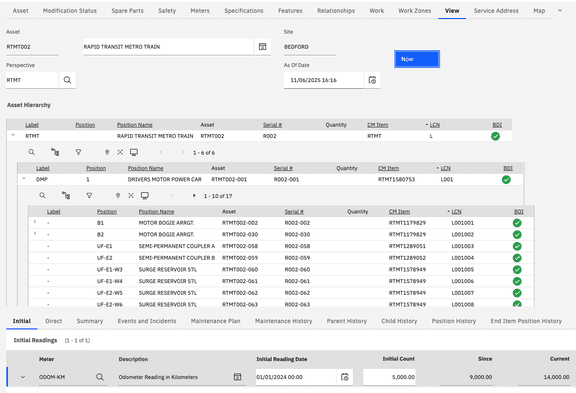 Asset Modification Status Spare Parts Safety Meters Specifications Features Relationships Work Work Zones View Service Address Map
Asset Site
RTMT002 RAPID TRANSIT METRO TRAIN BEDFORD
Now
Perspective As Of Date
RTMT 11/06/2025 16:16
Asset Hierarchy
Label Position Position Name Asset Serial # Quantity CM Item LCN BDI
RTMT RAPID TRANSIT METRO TRAIN RTMT002 R002 RTMT L
1 - 6 of 6
Label Position Position Name Asset Serial # Quantity CM Item LCN BDI
DMP 1 DRIVERS MOTOR POWER CAR RTMT002-001 R002-001 RTMT1580753 L001
1 - 10 of 17
Label Position Position Name Asset Serial # Quantity CM Item LCN BDI
- B1 MOTOR BOGIE ARRGT. RTMT002-002 R002-002 RTMT1179829 L001001
- B2 MOTOR BOGIE ARRGT. RTMT002-030 R002-030 RTMT1179829 L001002
- UF-E1 SEMI-PERMANENT COUPLER A RTMT002-058 R002-058 RTMT1289051 L001003
- UF-E2 SEMI-PERMANENT COUPLER B RTMT002-059 R002-059 RTMT1289052 L001004
- UF-E1-W3 SURGE RESERVOIR 57L RTMT002-060 R002-060 RTMT1578949 L001005
- UF-E1-W4 SURGE RESERVOIR 57L RTMT002-061 R002-061 RTMT1578949 L001006
- UF-E2-W5 SURGE RESERVOIR 57L RTMT002-062 R002-062 RTMT1578949 L001007
- UF-E2-W6 SURGE RESERVOIR 57L RTMT002-063 R002-063 RTMT1578949 L001008
Initial Direct Summary Events and Incidents Maintenance Plan Maintenance History Parent History Child History Position History End Item Position History
Initial Readings (1 - 1 of 1)
Meter Description Initial Reading Date Initial Count Since Current
ODOM-KM Odometer Reading in Kilometers 01/01/2024 00:00 5,000.00 9,000.00 14,000.00